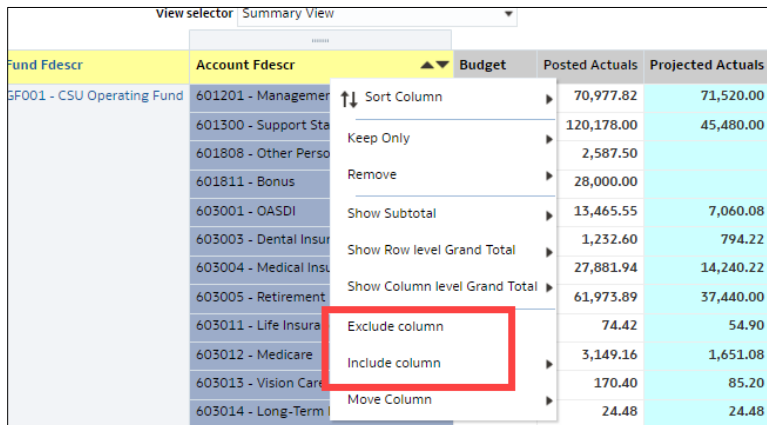 View selector Summary View
Fund Fdescr Account Fdescr Budget Posted Actuals Projected Actuals
GF001 - CSU Operating Fund 601201 - Managemen 70,977.82 71,520.00
601300 - Support Sta 120,178.00 45,480.00
601808 - Other Perso 2,587.50
601811 - Bonus 28,000.00
603001 - OASDI 13,465.55 7,060.08
603003 - Dental Insur 1,232.60 794.22
603004 - Medical Insu 27,881.94 14,240.22
603005 - Retirement 61,973.89 37,440.00
603011 - Life Insura 74.42 54.90
603012 - Medicare 3,149.16 1,651.08
603013 - Vision Care 170.40 85.20
603014 - Long-Term 24.48 24.48
Sort Column
Keep Only
Remove
Show Subtotal
Show Row level Grand Total
Show Column level Grand Total
Exclude column
Include column
Move Column